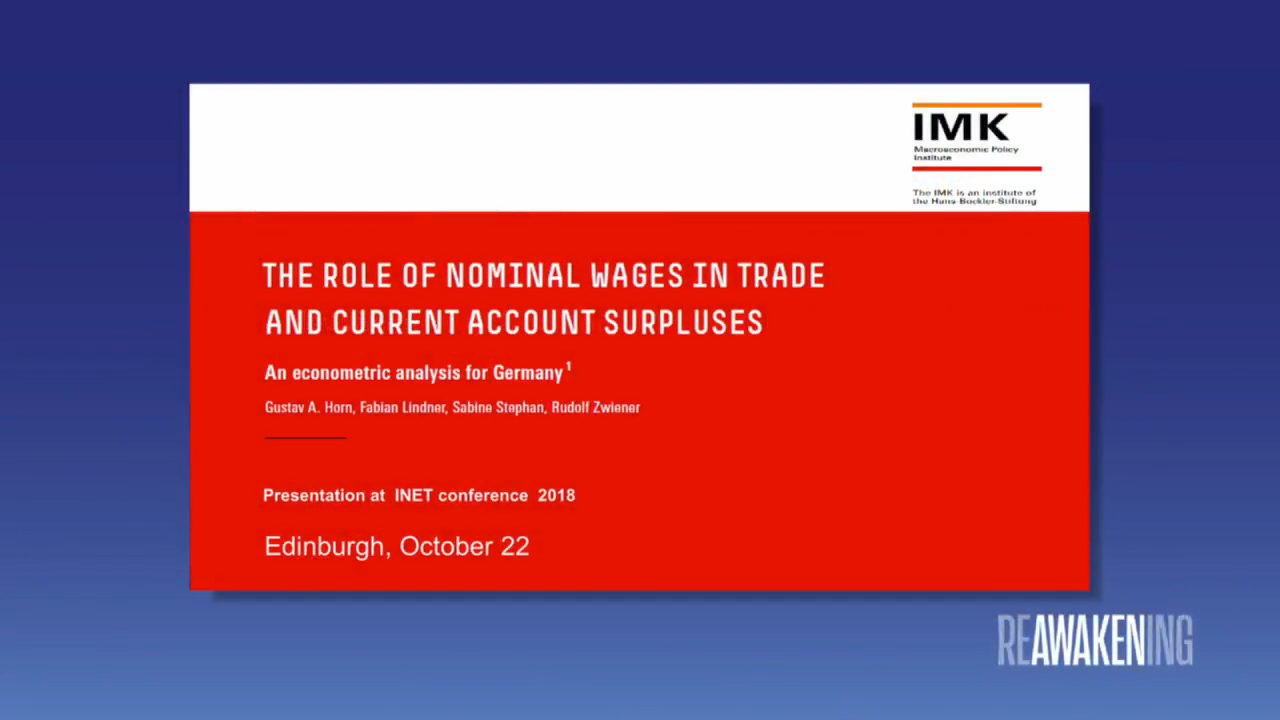 IMK
Macroeconomic Policy
Institute
The IMK is an institute of
the Hans-Böckler-Stiftung
THE ROLE OF NOMINAL WAGES IN TRADE
AND CURRENT ACCOUNT SURPLUSES
An econometric analysis for Germany¹
Gustav A. Horn, Fabian Lindner, Sabine Stephan, Rudolf Zwiener
Presentation at INET conference 2018
Edinburgh, October 22
REAWAKENING